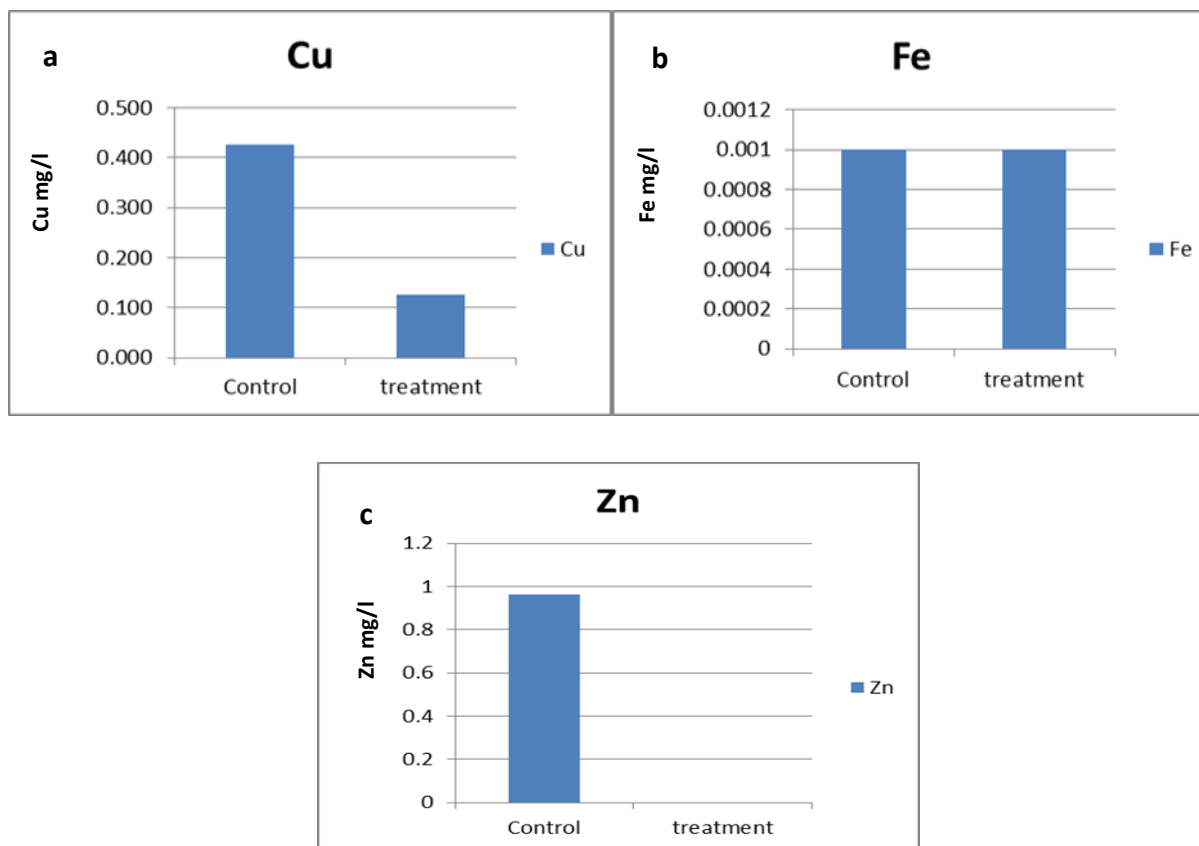 a
Cu
0.500
0.400
0.300
0.200
0.100
0.000
Cu mg/l
Control
treatment
Cu
b
Fe
0.0012
0.001
0.0008
0.0006
0.0004
0.0002
0
Fe mg/l
Control
treatment
Fe
c
Zn
1.2
1
0.8
0.6
0.4
0.2
0
Zn mg/l
Control
treatment
Zn